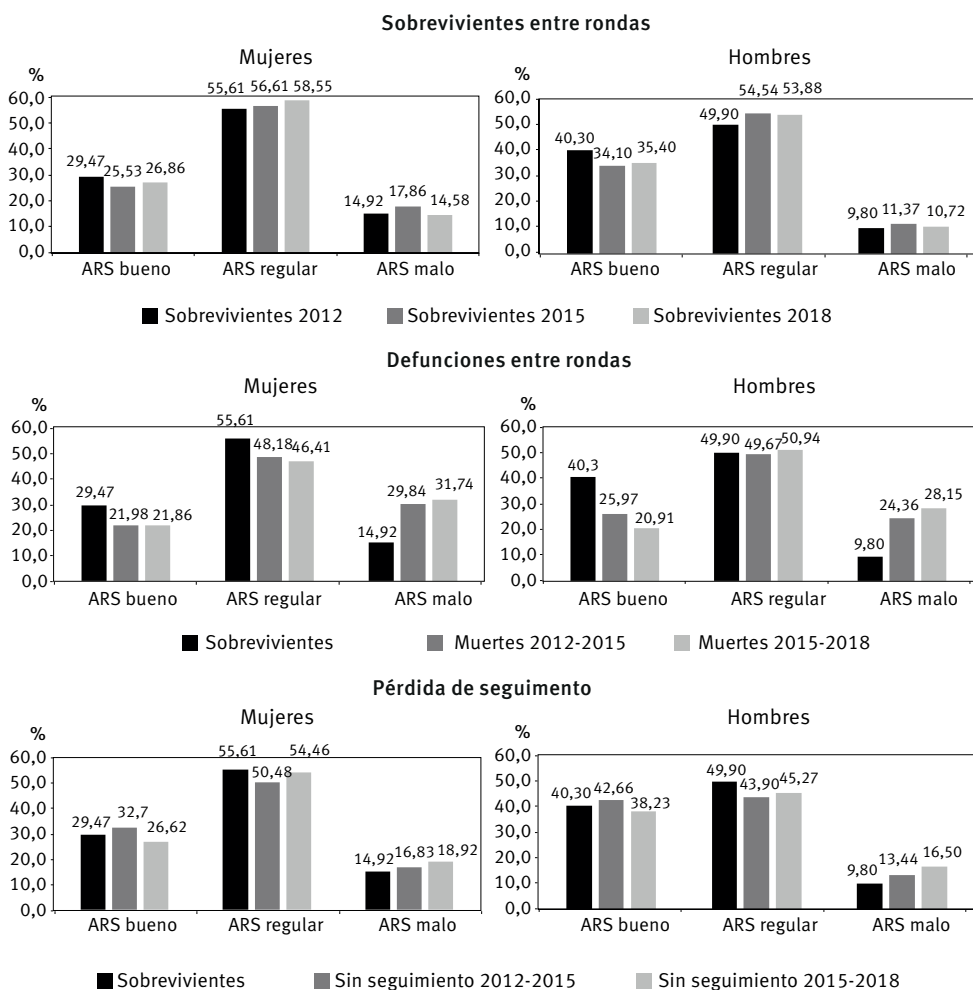 Sobrevivientes entre rondas
Mujeres
%
60,0
50,0
40,0
30,0
20,0
10,0
0,0
29,47
25,53
26,86
55,61
56,61
58,55
14,92
17,86
14,58
ARS bueno
ARS regular
ARS malo
Hombres
%
60,0
50,0
40,0
30,0
20,0
10,0
0,0
40,30
34,10
35,40
49,90
54,54
53,88
9,80
11,37
10,72
ARS bueno
ARS regular
ARS malo
Sobrevivientes 2012
Sobrevivientes 2015
Sobrevivientes 2018
Defunciones entre rondas
Mujeres
%
60,0
50,0
40,0
30,0
20,0
10,0
0,0
29,47
21,98
21,86
55,61
48,18
46,41
14,92
29,84
31,74
ARS bueno
ARS regular
ARS malo
Hombres
%
60,0
50,0
40,0
30,0
20,0
10,0
0,0
40,3
25,97
20,91
49,90
49,67
50,94
9,80
24,36
28,15
ARS bueno
ARS regular
ARS malo
Sobrevivientes
Muertes 2012-2015
Muertes 2015-2018
Pérdida de seguimento
Mujeres
%
60,0
50,0
40,0
30,0
20,0
10,0
0,0
29,47
32,7
26,62
55,61
50,48
54,46
14,92
16,83
18,92
ARS bueno
ARS regular
ARS malo
Hombres
%
60,0
50,0
40,0
30,0
20,0
10,0
0,0
40,30
42,66
38,23
49,90
43,90
45,27
9,80
13,44
16,50
ARS bueno
ARS regular
ARS malo
Sobrevivientes
Sin seguimiento 2012-2015
Sin seguimiento 2015-2018